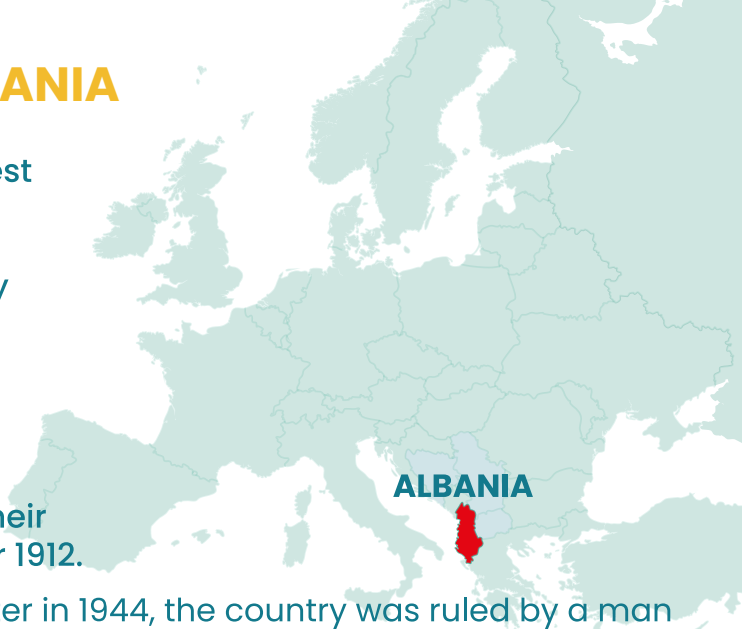 ANIA
est
y
ALBANIA
heir
r 1912.
er in 1944, the country was ruled by a man